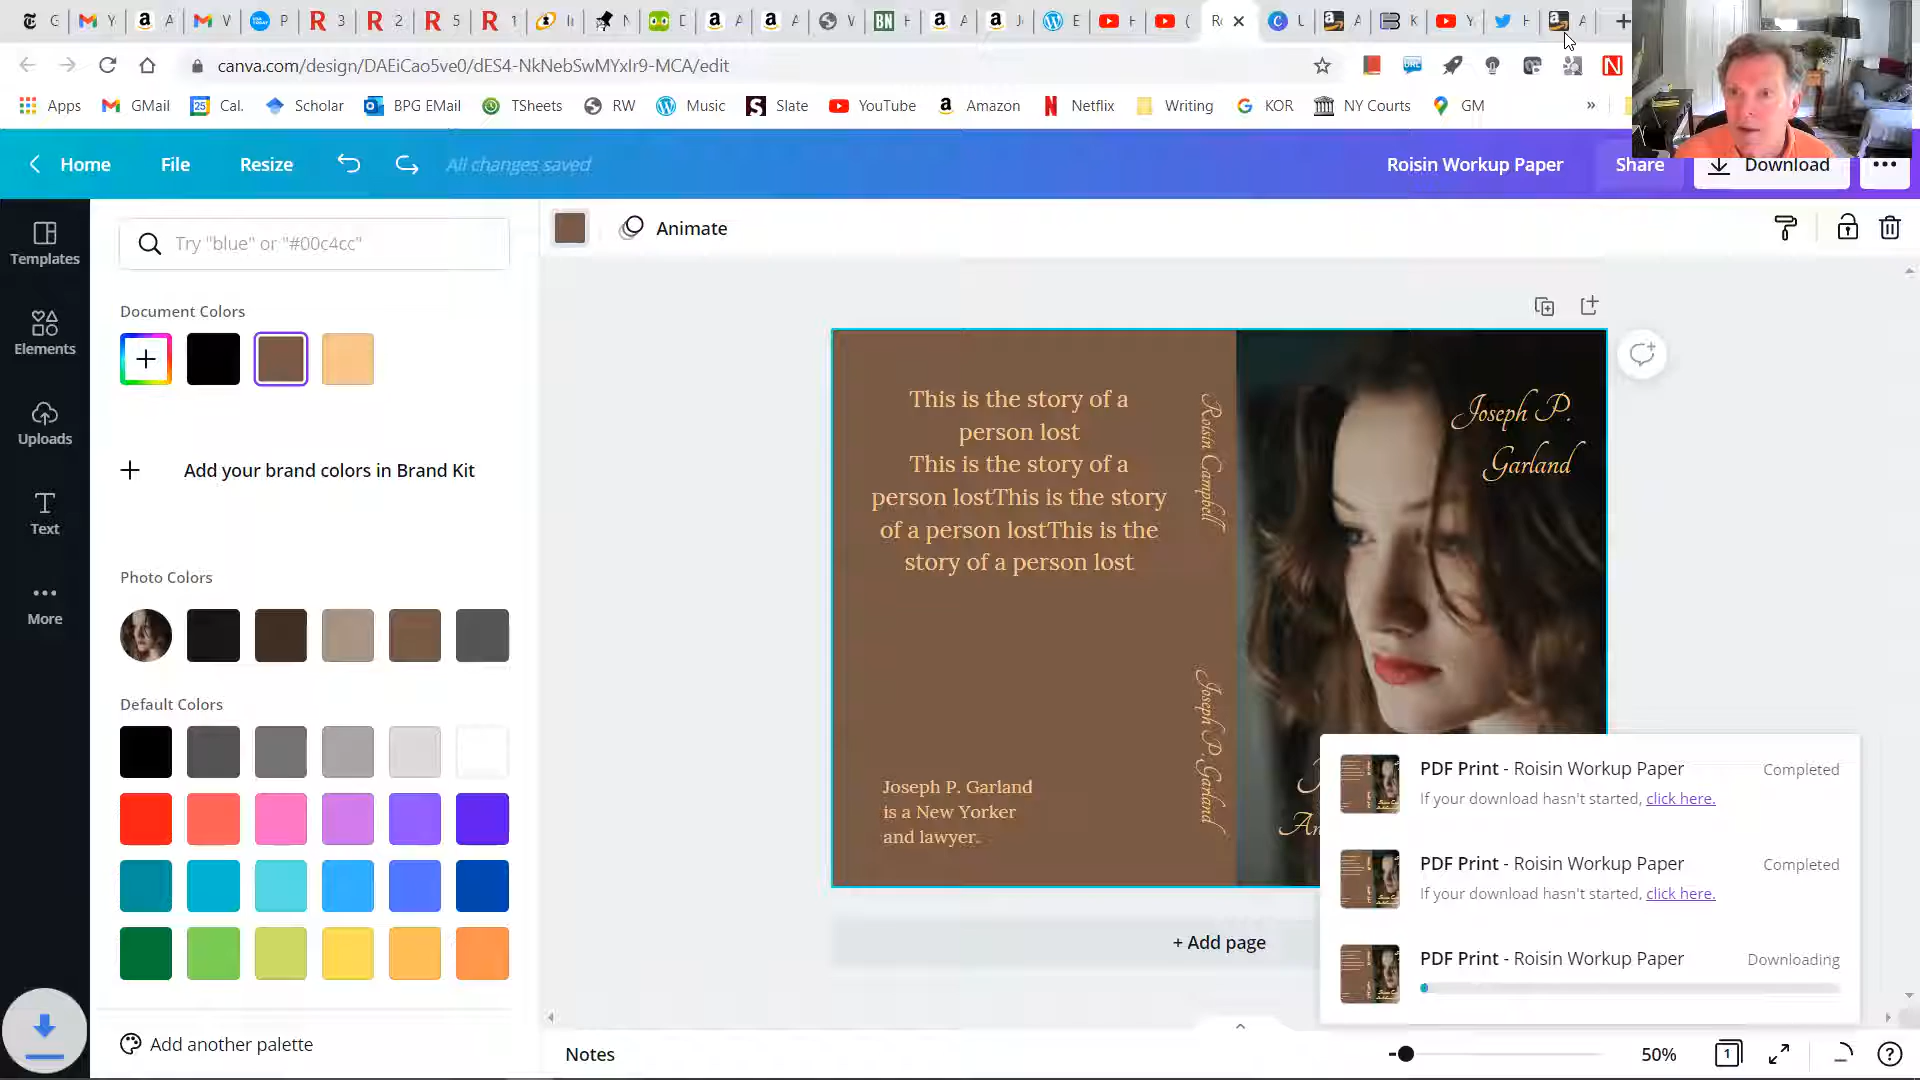 canva.com/design/DAEiCao5ve0/dES4-NkNebSwMYxIr9-MCA/edit
Apps GMail Cal. Scholar BPG EMail TSheets RW Music Slate YouTube Amazon Netflix Writing KOR NY Courts GM »
Home File Resize All changes saved Roisin Workup Paper Share Download
Templates
Elements
Uploads
Text
More
Try "blue" or "#00c4cc"
Document Colors
Add your brand colors in Brand Kit
Photo Colors
Default Colors
Add another palette
Animate
This is the story of a
person lost
This is the story of a
person lostThis is the story
of a person lostThis is the
story of a person lost
Joseph P. Garland
is a New Yorker
and lawyer.
Roisin Campbell
Joseph P. Garland
Joseph P.
Garland
+ Add page
PDF Print - Roisin Workup Paper Completed
If your download hasn't started, click here.
PDF Print - Roisin Workup Paper Completed
If your download hasn't started, click here.
PDF Print - Roisin Workup Paper Downloading
Notes 50% 1 ?